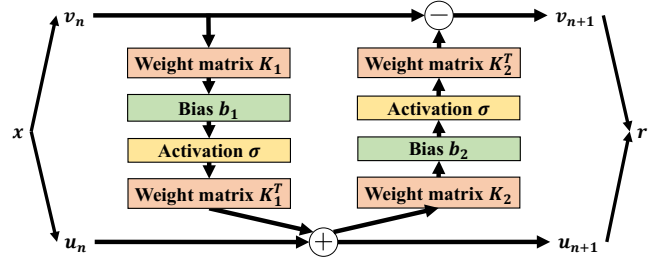 v_n − v_{n+1}
Weight matrix K_1 Weight matrix K_2^T
Bias b_1 Activation σ
x Activation σ Bias b_2 r
Weight matrix K_1^T Weight matrix K_2
u_n + u_{n+1}